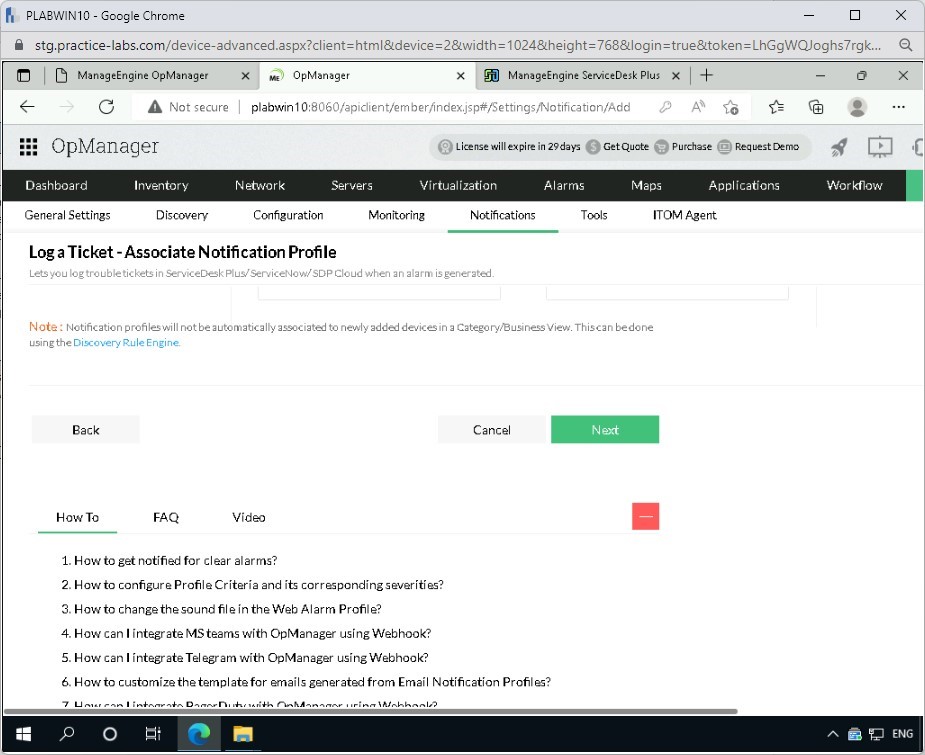 PLABWIN10 - Google Chrome
stg.practice-labs.com/device-advanced.aspx?client=html&device=2&width=1024&height=768&login=true&token=LhGgWQJoghs7rgk...
ManageEngine OpManager
ME OpManager
ManageEngine ServiceDesk Plus
Not secure plabwin10:8060/apiclient/ember/index.jsp#/Settings/Notification/Add
OpManager License will expire in 29 days Get Quote Purchase Request Demo
Dashboard Inventory Network Servers Virtualization Alarms Maps Applications Workflow
General Settings Discovery Configuration Monitoring Notifications Tools ITOM Agent
Log a Ticket - Associate Notification Profile
Lets you log trouble tickets in ServiceDesk Plus/ServiceNow/SDP Cloud when an alarm is generated.
Note : Notification profiles will not be automatically associated to newly added devices in a Category/Business View. This can be done
using the Discovery Rule Engine.
Back Cancel Next
How To FAQ Video
1. How to get notified for clear alarms?
2. How to configure Profile Criteria and its corresponding severities?
3. How to change the sound file in the Web Alarm Profile?
4. How can I integrate MS teams with OpManager using Webhook?
5. How can I integrate Telegram with OpManager using Webhook?
6. How to customize the template for emails generated from Email Notification Profiles?
7. How can I integrate PagerDuty with OpManager using Webhook?
ENG